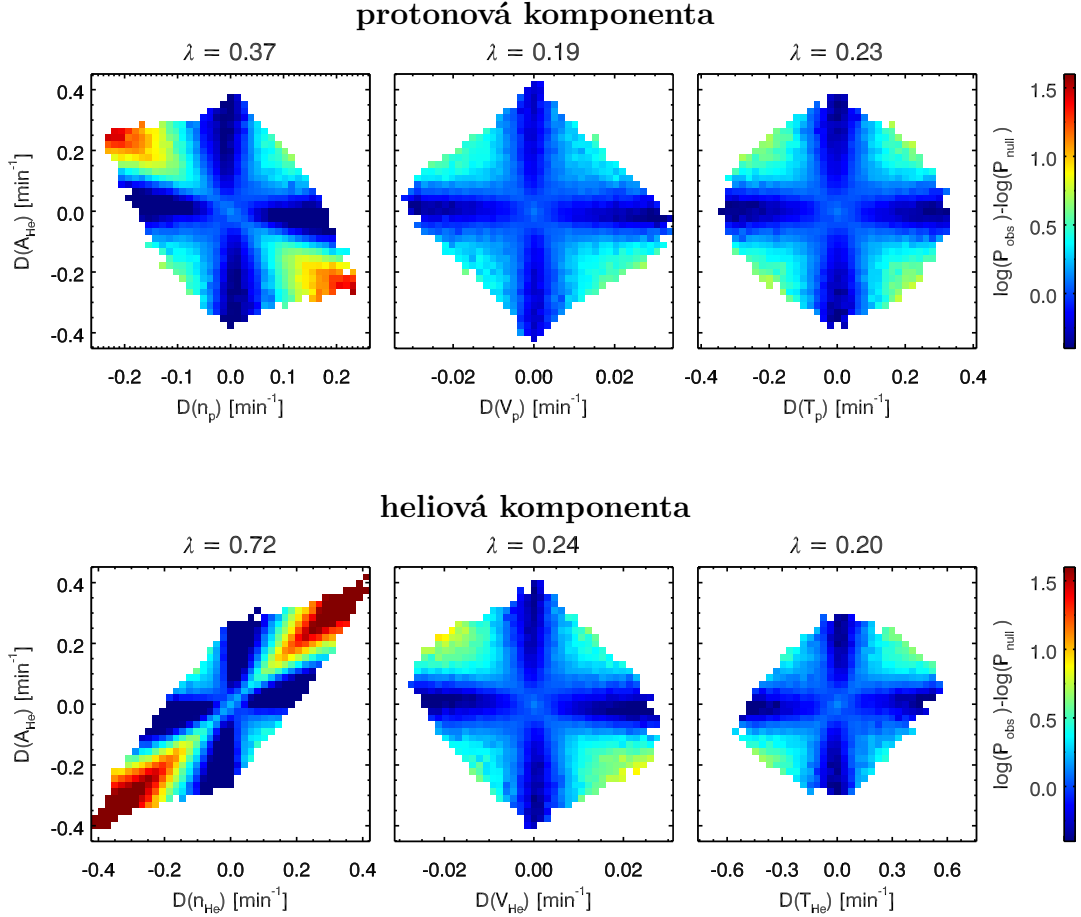 protonová komponenta
λ = 0.37
λ = 0.19
λ = 0.23
0.4
0.2
0.0
-0.2
-0.4
D(A_He) [min⁻¹]
-0.2 -0.1 0.0 0.1 0.2
D(n_p) [min⁻¹]
-0.02 0.00 0.02
D(V_p) [min⁻¹]
-0.4 -0.2 0.0 0.2 0.4
D(T_p) [min⁻¹]
1.5
1.0
0.5
0.0
log(P_obs)-log(P_null)
heliová komponenta
λ = 0.72
λ = 0.24
λ = 0.20
0.4
0.2
0.0
-0.2
-0.4
D(A_He) [min⁻¹]
-0.4 -0.2 0.0 0.2 0.4
D(n_He) [min⁻¹]
-0.02 0.00 0.02
D(V_He) [min⁻¹]
-0.6 -0.3 0.0 0.3 0.6
D(T_He) [min⁻¹]
1.5
1.0
0.5
0.0
log(P_obs)-log(P_null)